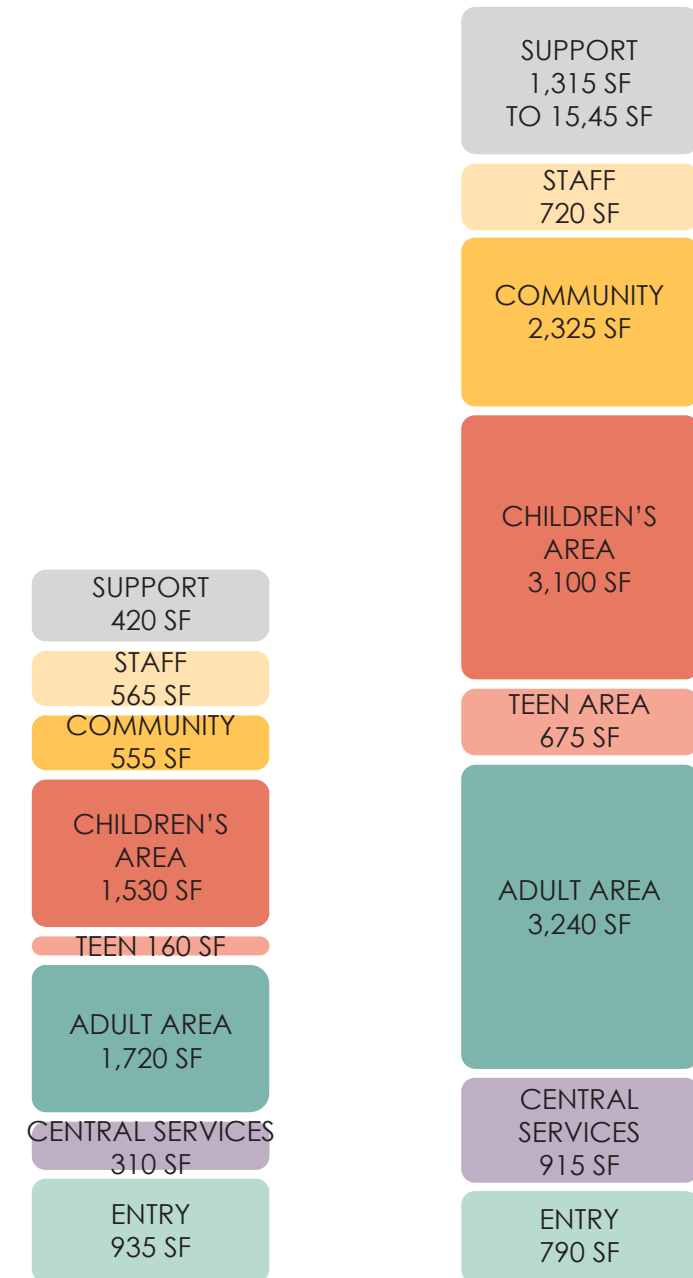 SUPPORT
420 SF
STAFF
565 SF
COMMUNITY
555 SF
CHILDREN'S
AREA
1,530 SF
TEEN 160 SF
ADULT AREA
1,720 SF
CENTRAL SERVICES
310 SF
ENTRY
935 SF
SUPPORT
1,315 SF
TO 15,45 SF
STAFF
720 SF
COMMUNITY
2,325 SF
CHILDREN'S
AREA
3,100 SF
TEEN AREA
675 SF
ADULT AREA
3,240 SF
CENTRAL
SERVICES
915 SF
ENTRY
790 SF